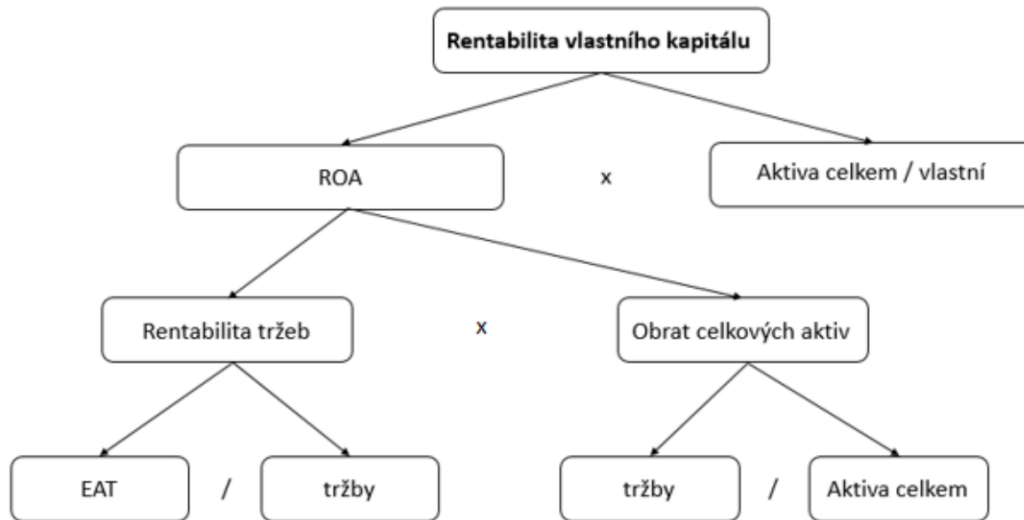 Rentabilita vlastního kapitálu
ROA x Aktiva celkem / vlastní
Rentabilita tržeb x Obrat celkových aktiv
EAT / tržby tržby / Aktiva celkem